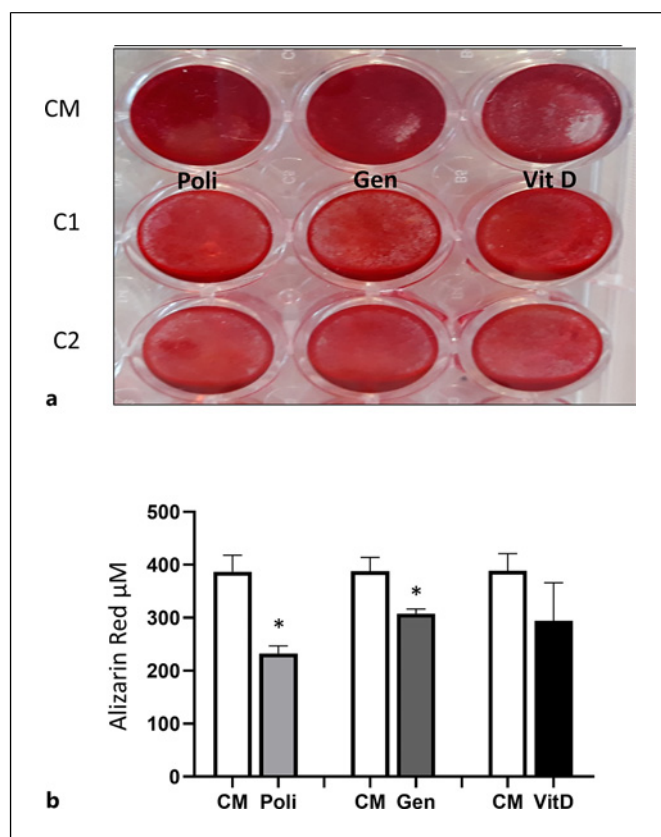 CM
Poli Gen Vit D
C1
C2
a
500
400
300
200
100
0
Alizarin Red µM
* *
CM Poli CM Gen CM VitD
b